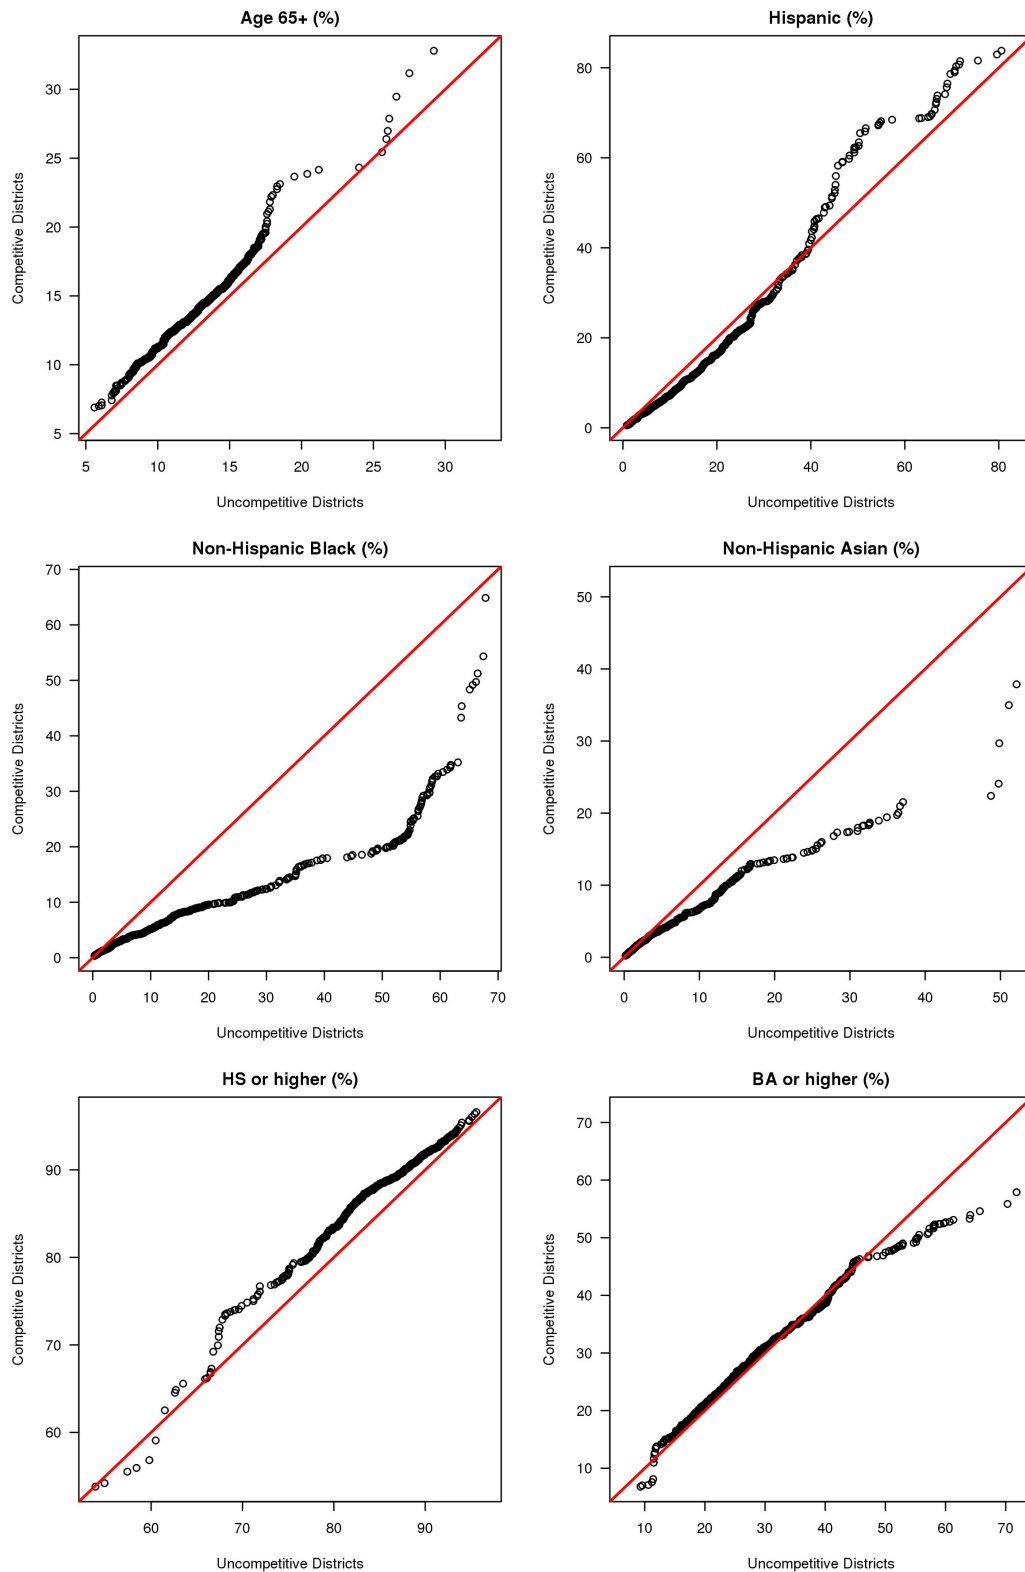 Age 65+ (%)
Competitive Districts
30
25
20
15
10
5
5 10 15 20 25 30
Uncompetitive Districts
Hispanic (%)
Competitive Districts
80
60
40
20
0
0 20 40 60 80
Uncompetitive Districts
Non-Hispanic Black (%)
Competitive Districts
70
60
50
40
30
20
10
0
0 10 20 30 40 50 60 70
Uncompetitive Districts
Non-Hispanic Asian (%)
Competitive Districts
50
40
30
20
10
0
0 10 20 30 40 50
Uncompetitive Districts
HS or higher (%)
Competitive Districts
90
80
70
60
60 70 80 90
Uncompetitive Districts
BA or higher (%)
Competitive Districts
70
60
50
40
30
20
10
10 20 30 40 50 60 70
Uncompetitive Districts